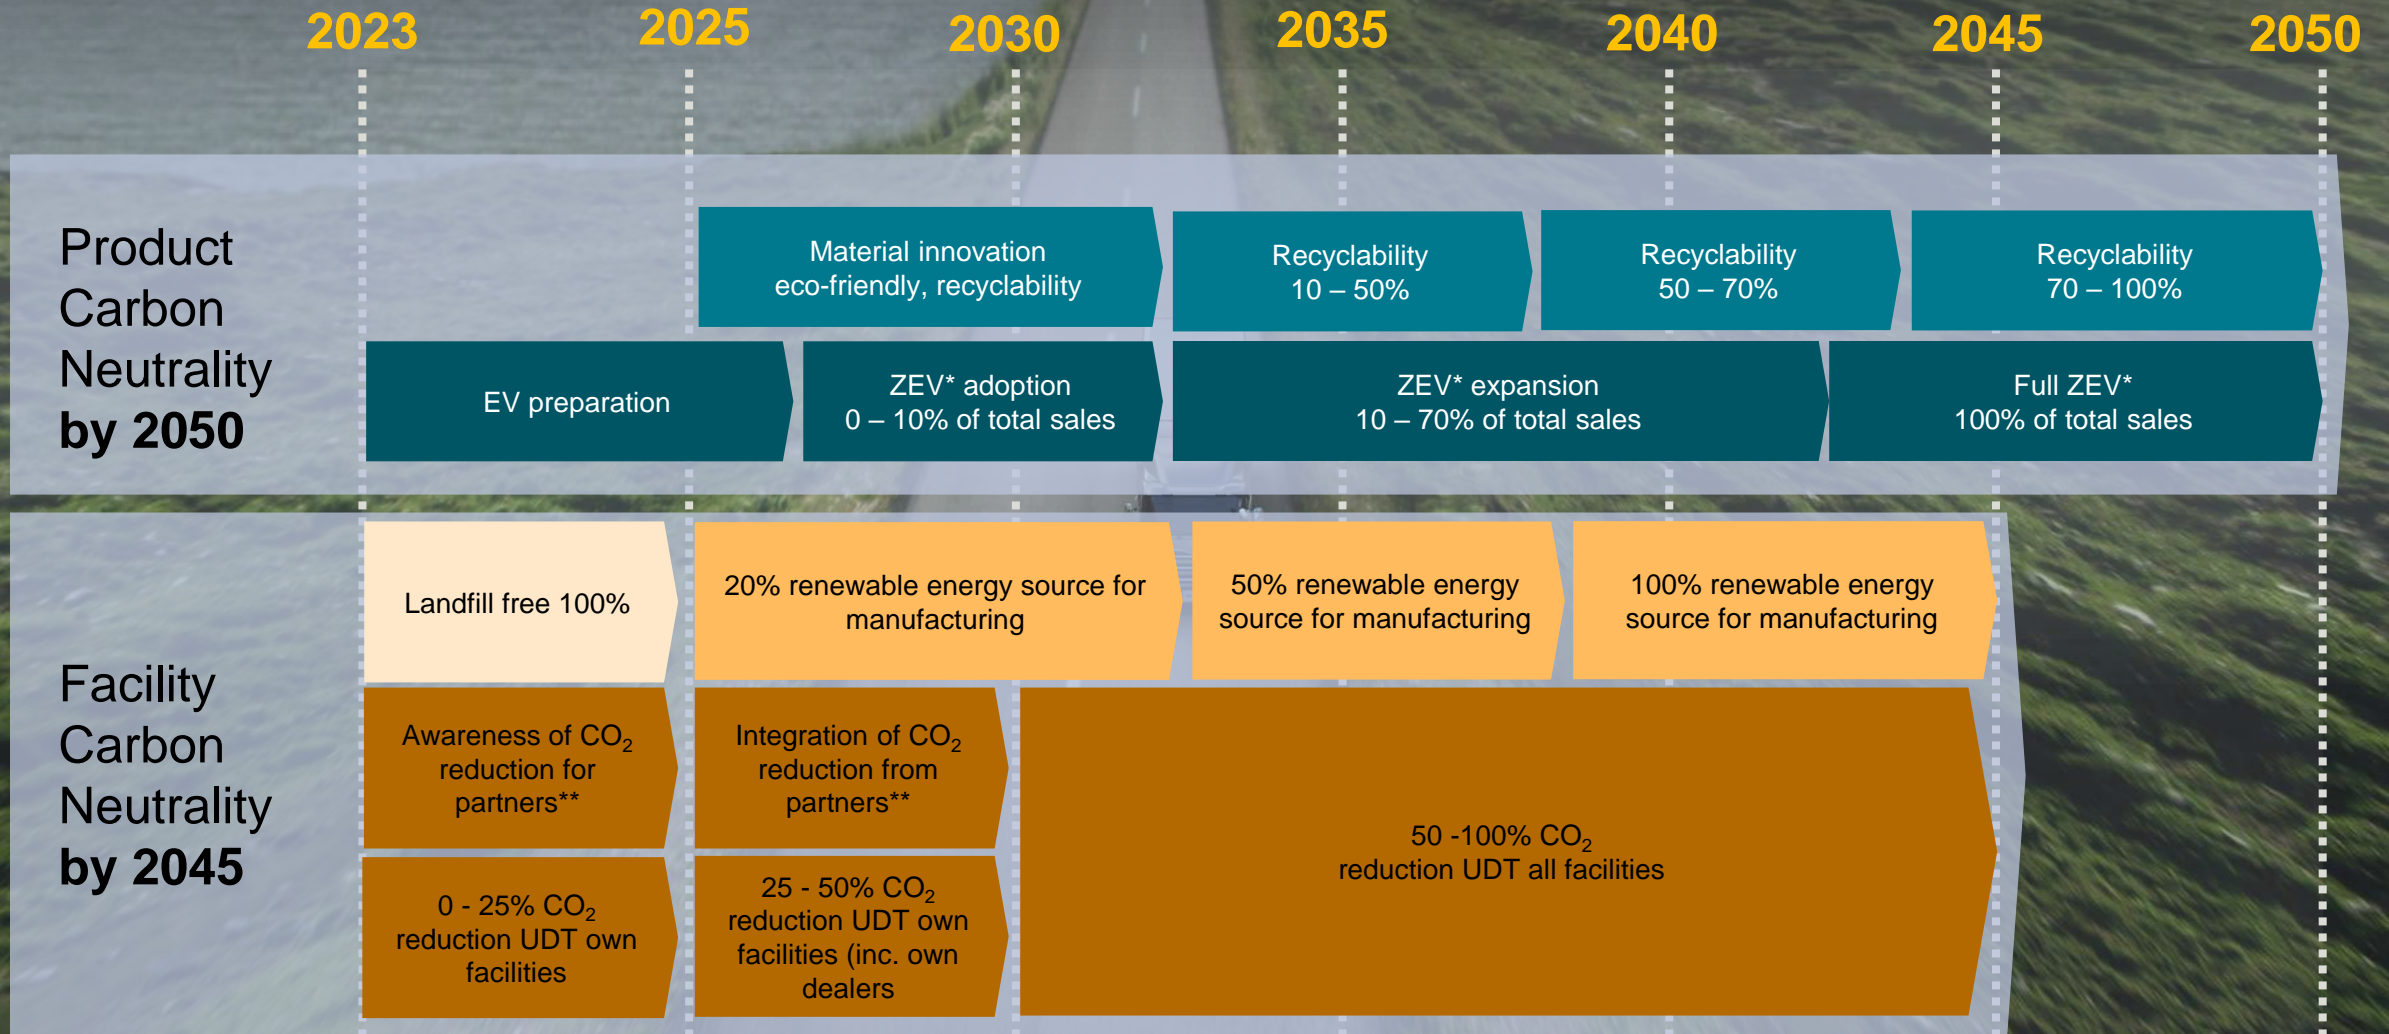 2023
2025
2030
2035
2040
2045
2050
Product
Carbon
Neutrality
by 2050
Material innovation
eco-friendly, recyclability
Recyclability
10 – 50%
Recyclability
50 – 70%
Recyclability
70 – 100%
EV preparation
ZEV* adoption
0 – 10% of total sales
ZEV* expansion
10 – 70% of total sales
Full ZEV*
100% of total sales
Facility
Carbon
Neutrality
by 2045
Landfill free 100%
20% renewable energy source for
manufacturing
50% renewable energy
source for manufacturing
100% renewable energy
source for manufacturing
Awareness of CO₂
reduction for
partners**
Integration of CO₂
reduction from
partners**
50 -100% CO₂
reduction UDT all facilities
0 - 25% CO₂
reduction UDT own
facilities
25 - 50% CO₂
reduction UDT own
facilities (inc. own
dealers